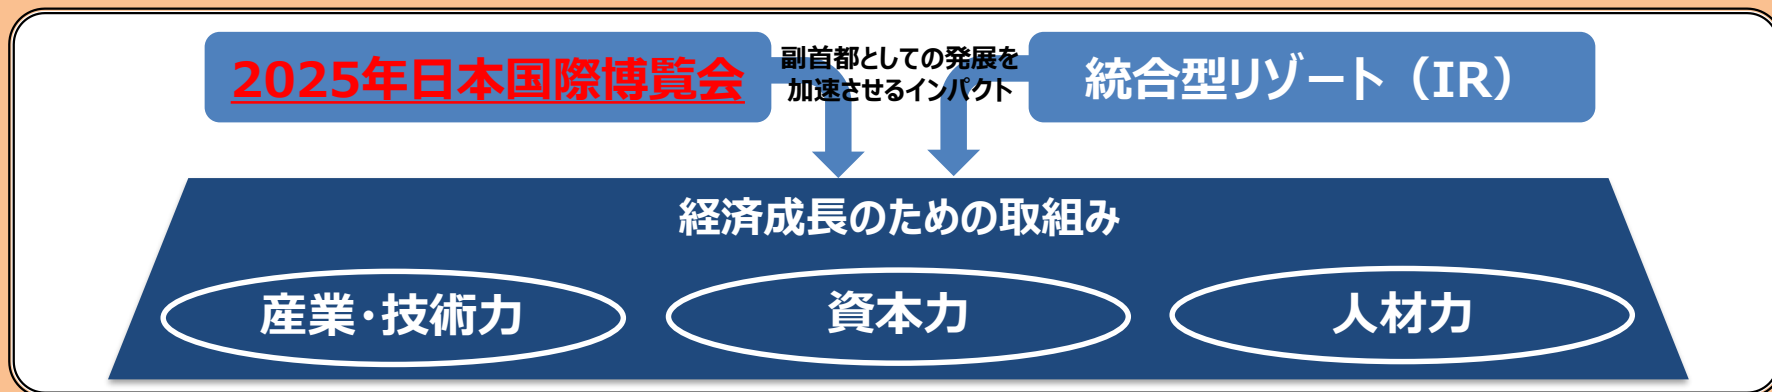 2025年日本国際博覧会
副首都としての発展を
加速させるインパクト
統合型リゾート（IR）
経済成長のための取組み
産業・技術力
資本力
人材力